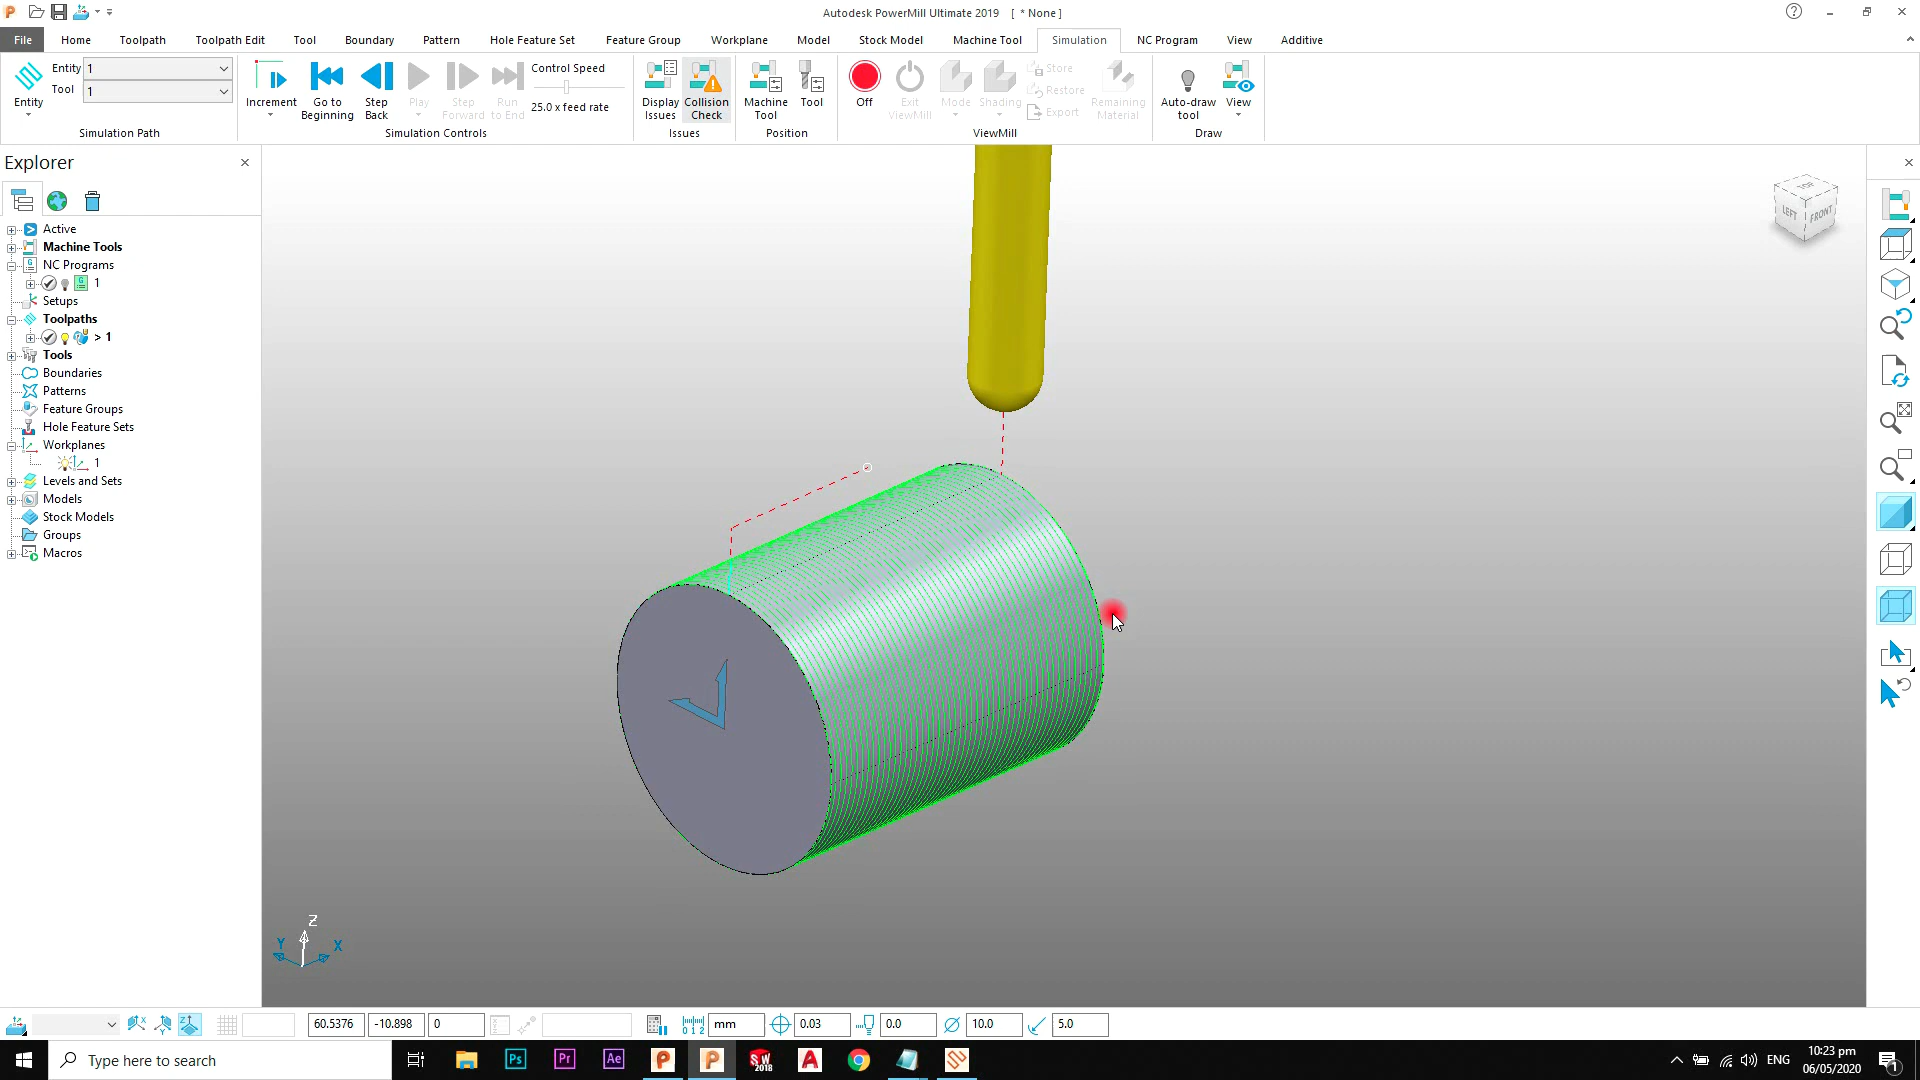 Autodesk PowerMill Ultimate 2019 [ * None ]
File Home Toolpath Toolpath Edit Tool Boundary Pattern Hole Feature Set Feature Group Workplane Model Stock Model Machine Tool Simulation NC Program View Additive
Entity 1
Tool 1
Entity
Simulation Path
Increment
Go to Beginning
Step Back
Play
Step Forward
Run to End
Control Speed
25.0 x feed rate
Simulation Controls
Display Issues
Collision Check
Issues
Machine Tool
Tool
Position
Off
Exit ViewMill
Mode
Shading
Store
Restore
Export
Remaining Material
ViewMill
Auto-draw tool
View
Draw
Explorer
Active
Machine Tools
NC Programs
1
Setups
Toolpaths
> 1
Tools
Boundaries
Patterns
Feature Groups
Hole Feature Sets
Workplanes
1
Levels and Sets
Models
Stock Models
Groups
Macros
TOP
LEFT
FRONT
Z
Y
X
60.5376 -10.898 0 mm 0.03 0.0 10.0 5.0
Type here to search
Ps
Pr
Ae
SW
2018
ENG
10:23 pm
06/05/2020
1